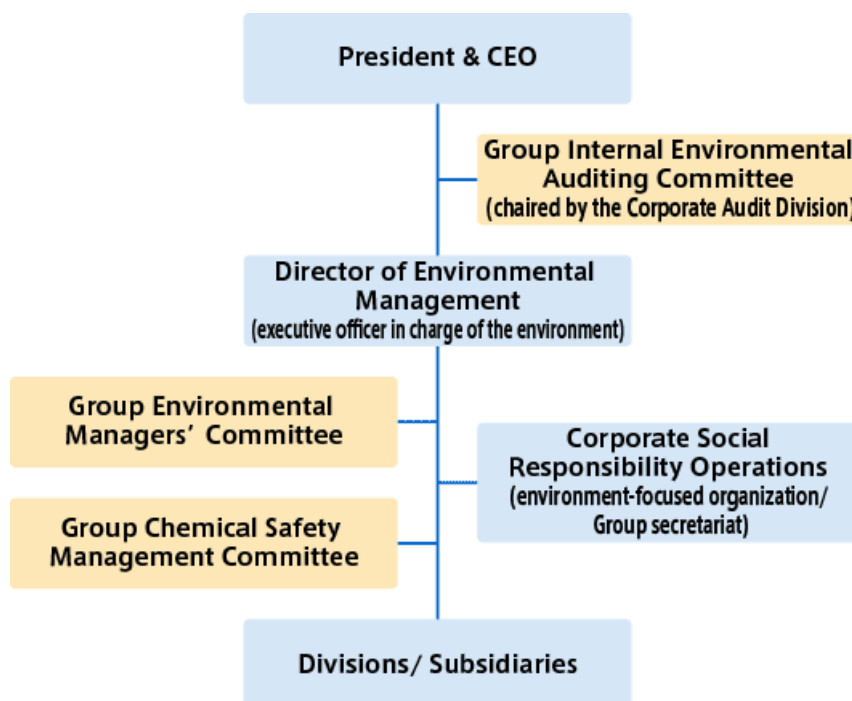 President & CEO
Group Internal Environmental
Auditing Committee
(chaired by the Corporate Audit Division)
Director of Environmental
Management
(executive officer in charge of the environment)
Group Environmental
Managers’ Committee
Corporate Social
Responsibility Operations
(environment-focused organization/
Group secretariat)
Group Chemical Safety
Management Committee
Divisions/ Subsidiaries